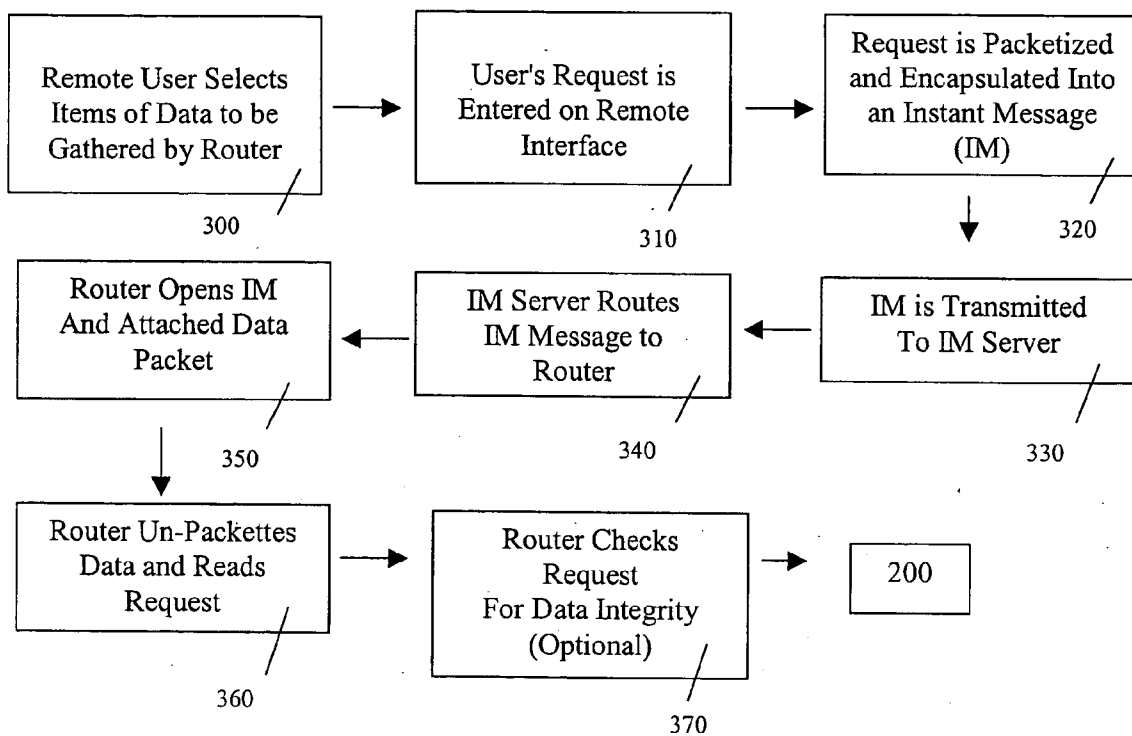 Remote User Selects
Items of Data to be
Gathered by Router
300
User's Request is
Entered on Remote
Interface
310
Request is Packetized
and Encapsulated Into
an Instant Message
(IM)
320
IM is Transmitted
To IM Server
330
IM Server Routes
IM Message to
Router
340
Router Opens IM
And Attached Data
Packet
350
Router Un-Packettes
Data and Reads
Request
360
Router Checks
Request
For Data Integrity
(Optional)
370
200